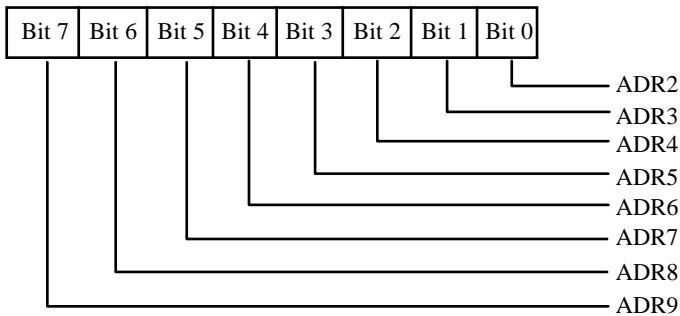 Bit 7 Bit 6 Bit 5 Bit 4 Bit 3 Bit 2 Bit 1 Bit 0
ADR2
ADR3
ADR4
ADR5
ADR6
ADR7
ADR8
ADR9